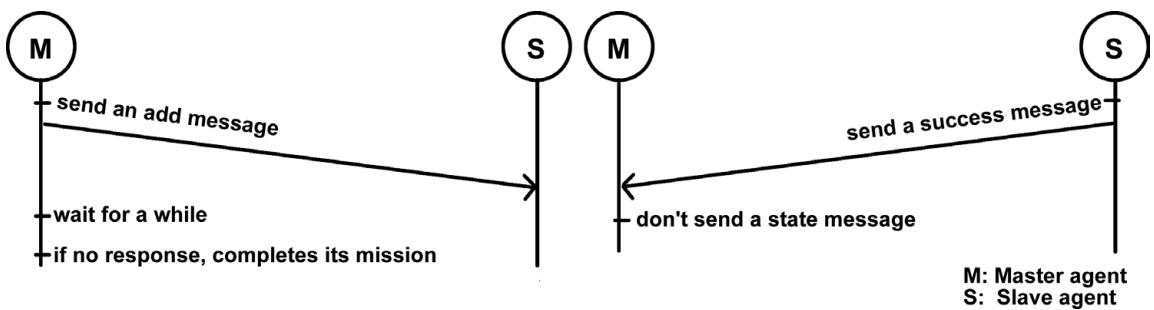 M
S
send an add message
wait for a while
if no response, completes its mission
M
S
send a success message
don't send a state message
M: Master agent
S: Slave agent